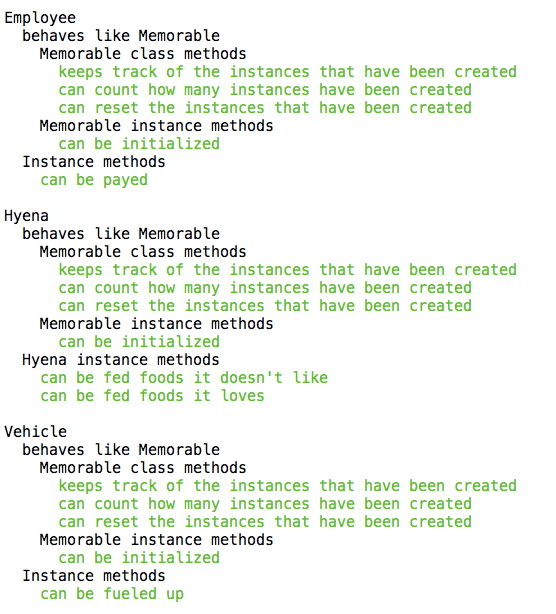 Employee
behaves like Memorable
Memorable class methods
keeps track of the instances that have been created
can count how many instances have been created
can reset the instances that have been created
Memorable instance methods
can be initialized
Instance methods
can be payed
Hyena
behaves like Memorable
Memorable class methods
keeps track of the instances that have been created
can count how many instances have been created
can reset the instances that have been created
Memorable instance methods
can be initialized
Hyena instance methods
can be fed foods it doesn't like
can be fed foods it loves
Vehicle
behaves like Memorable
Memorable class methods
keeps track of the instances that have been created
can count how many instances have been created
can reset the instances that have been created
Memorable instance methods
can be initialized
Instance methods
can be fueled up